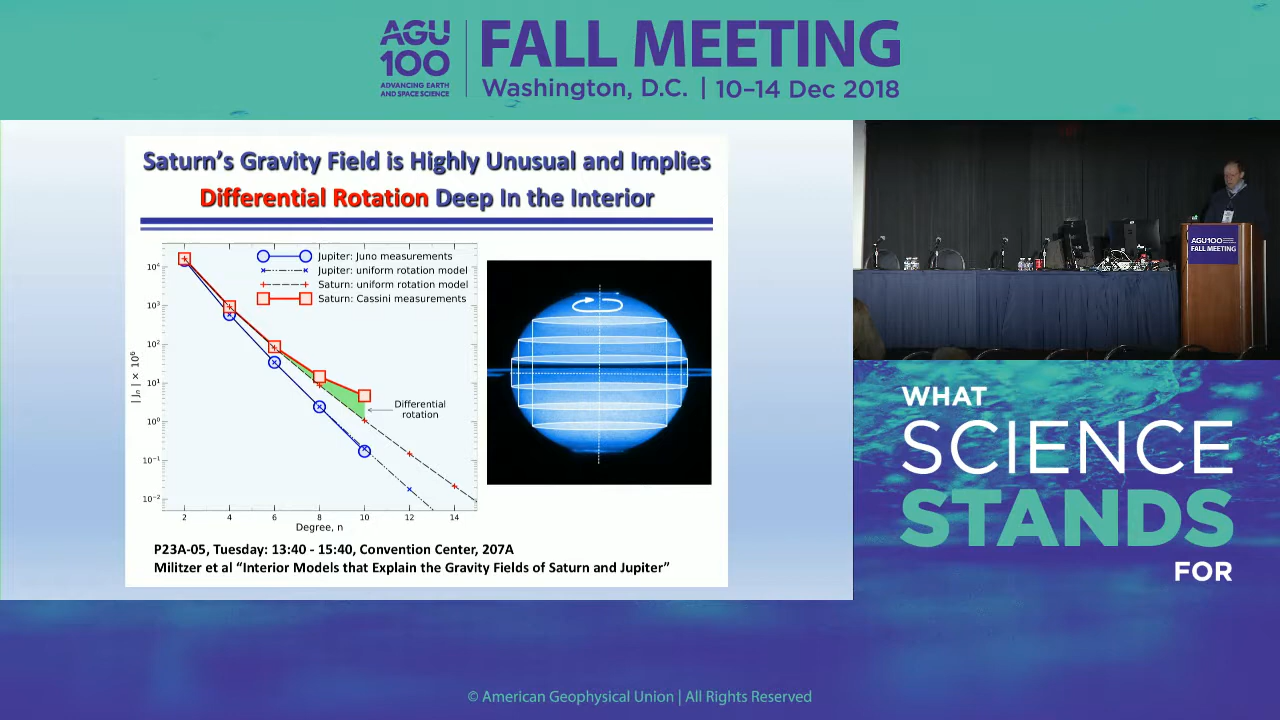 AGU
100
ADVANCING EARTH
AND SPACE SCIENCE
FALL MEETING
Washington, D.C. | 10–14 Dec 2018
Saturn's Gravity Field is Highly Unusual and Implies
Differential Rotation Deep In the Interior
Jupiter: Juno measurements
Jupiter: uniform rotation model
Saturn: uniform rotation model
Saturn: Cassini measurements
|Jn| × 10⁶
10⁴
10³
10²
10¹
10⁰
10⁻¹
10⁻²
Differential
rotation
2 4 6 8 10 12 14
Degree, n
P23A-05, Tuesday: 13:40 - 15:40, Convention Center, 207A
Militzer et al “Interior Models that Explain the Gravity Fields of Saturn and Jupiter”
AGU100
FALL MEETING
WHAT
SCIENCE
STANDS
FOR
© American Geophysical Union | All Rights Reserved